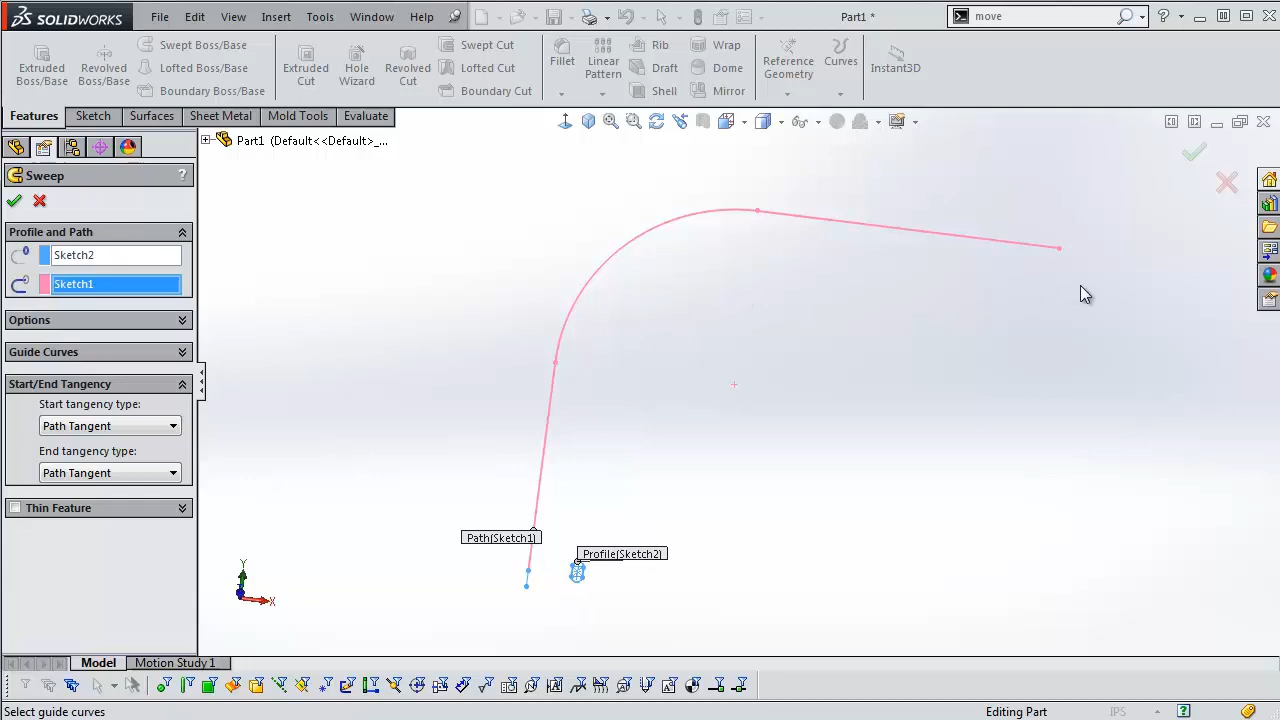 SOLIDWORKS File Edit View Insert Tools Window Help Part1 * move
Extruded Boss/Base
Revolved Boss/Base
Swept Boss/Base
Lofted Boss/Base
Boundary Boss/Base
Extruded Cut
Hole Wizard
Revolved Cut
Swept Cut
Lofted Cut
Boundary Cut
Fillet
Linear Pattern
Rib
Draft
Shell
Wrap
Dome
Mirror
Reference Geometry
Curves
Instant3D
Features Sketch Surfaces Sheet Metal Mold Tools Evaluate
Part1 (Default<<Default>_...
Sweep ?
Profile and Path
Sketch2
Sketch1
Options
Guide Curves
Start/End Tangency
Start tangency type:
Path Tangent
End tangency type:
Path Tangent
Thin Feature
Path(Sketch1)
Profile(Sketch2)
Y
X
Model Motion Study 1
Select guide curves Editing Part IPS ?